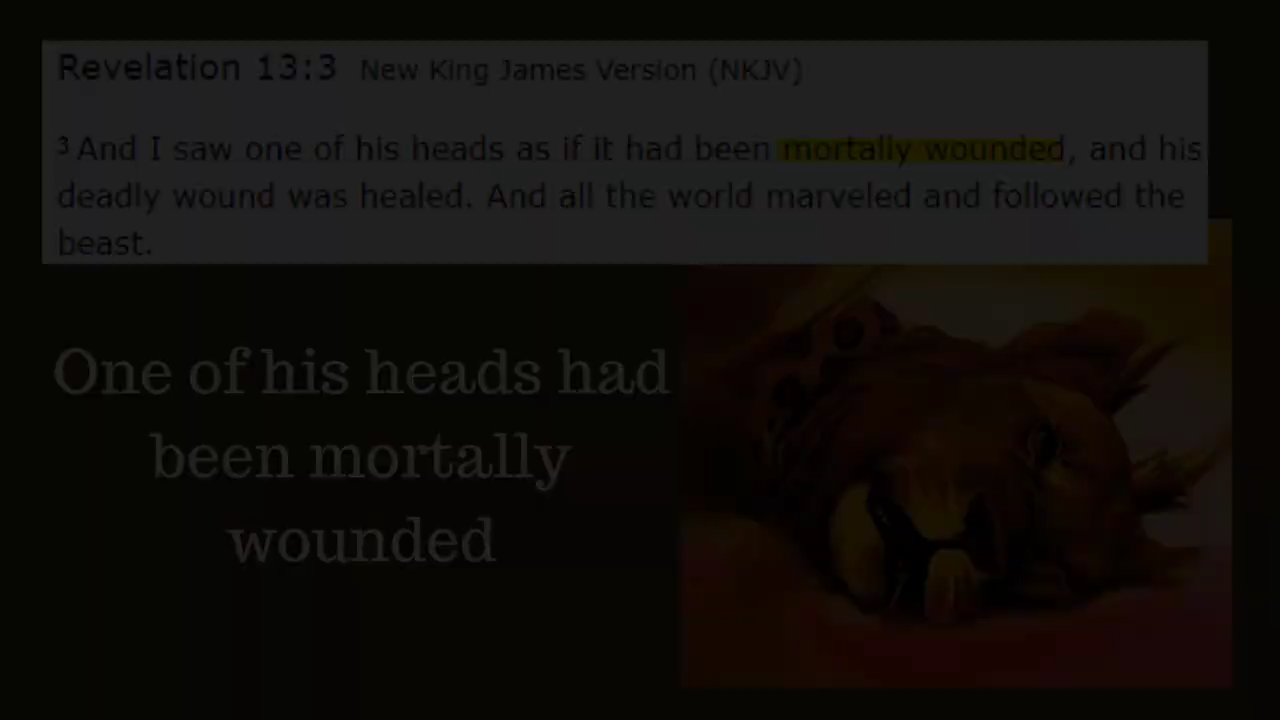 Revelation 13:3 New King James Version (NKJV)
3 And I saw one of his heads as if it had been mortally wounded, and his
deadly wound was healed. And all the world marveled and followed the
beast.
One of his heads had
been mortally
wounded